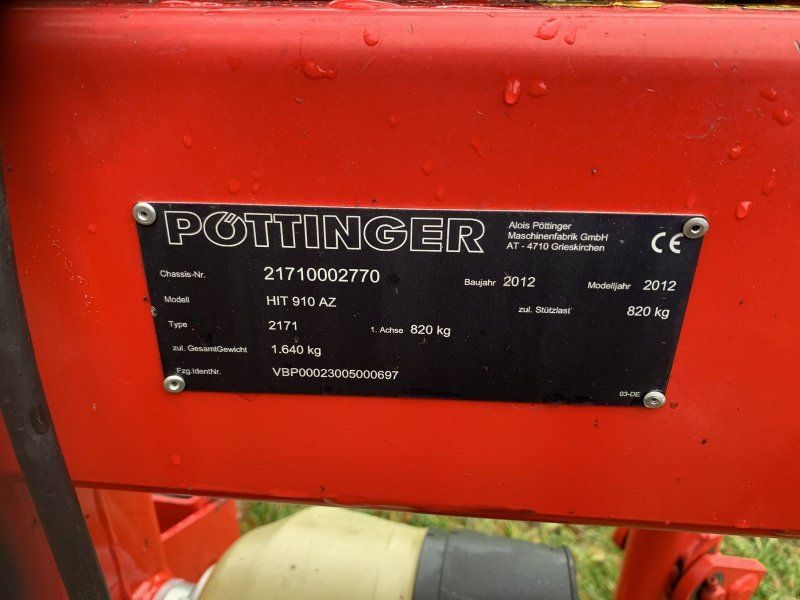 PÖTTINGER
Alois Pöttinger
Maschinenfabrik GmbH
AT - 4710 Grieskirchen
CE
Chassis-Nr. 21710002770 Baujahr 2012 Modelljahr 2012
Modell HIT 910 AZ zul. Stützlast 820 kg
Type 2171 1. Achse 820 kg
zul. GesamtGewicht 1.640 kg
Fzg.IdentNr. VBP00023005000697
03-DE